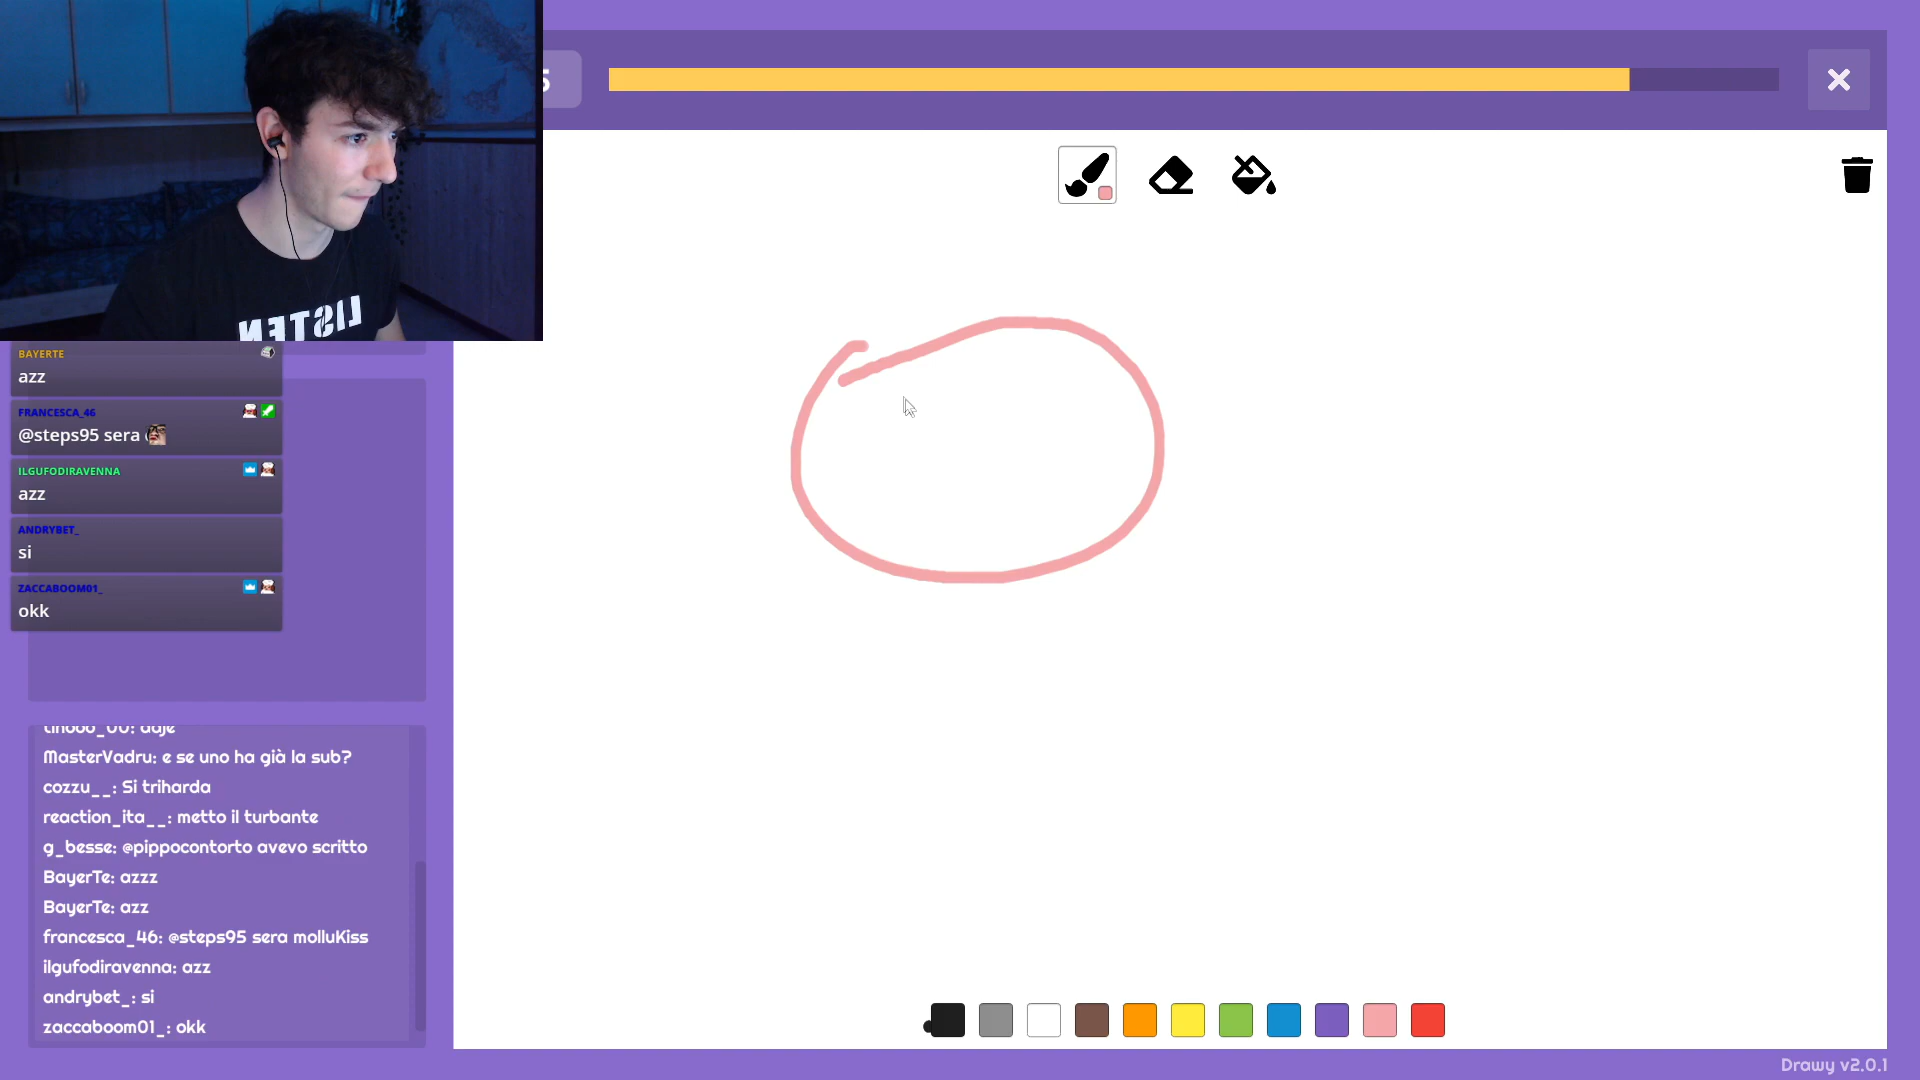 5
LISTEN
BAYERTE
azz
FRANCESCA_46
@steps95 sera
ILGUFODIRAVENNA
azz
ANDRYBET_
si
ZACCABOOM01_
okk
MasterVadru: e se uno ha già la sub?
cozzu__: Si triharda
reaction_ita__: metto il turbante
g_besse: @pippocontorto avevo scritto
BayerTe: azzz
BayerTe: azz
francesca_46: @steps95 sera molluKiss
ilgufodiravenna: azz
andrybet_: si
zaccaboom01_: okk
Drawy v2.0.1